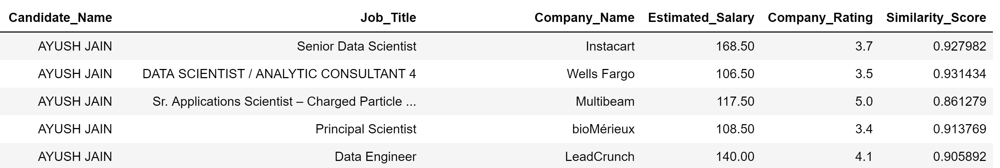 Candidate_Name Job_Title Company_Name Estimated_Salary Company_Rating Similarity_Score
AYUSH JAIN Senior Data Scientist Instacart 168.50 3.7 0.927982
AYUSH JAIN DATA SCIENTIST / ANALYTIC CONSULTANT 4 Wells Fargo 106.50 3.5 0.931434
AYUSH JAIN Sr. Applications Scientist – Charged Particle ... Multibeam 117.50 5.0 0.861279
AYUSH JAIN Principal Scientist bioMérieux 108.50 3.4 0.913769
AYUSH JAIN Data Engineer LeadCrunch 140.00 4.1 0.905892